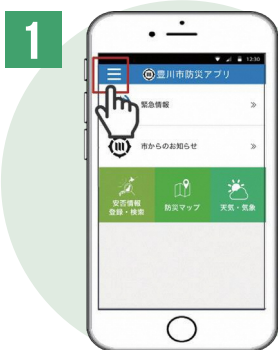 1
12:30
豊川市防災アプリ
緊急情報
市からのお知らせ
安否情報
登録・検索
防災マップ
天気・気象